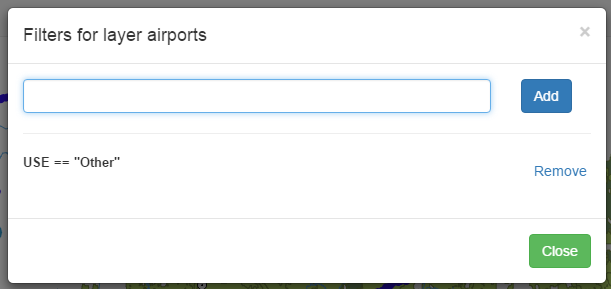 Filters for layer airports
×
Add
USE == "Other"
Remove
Close